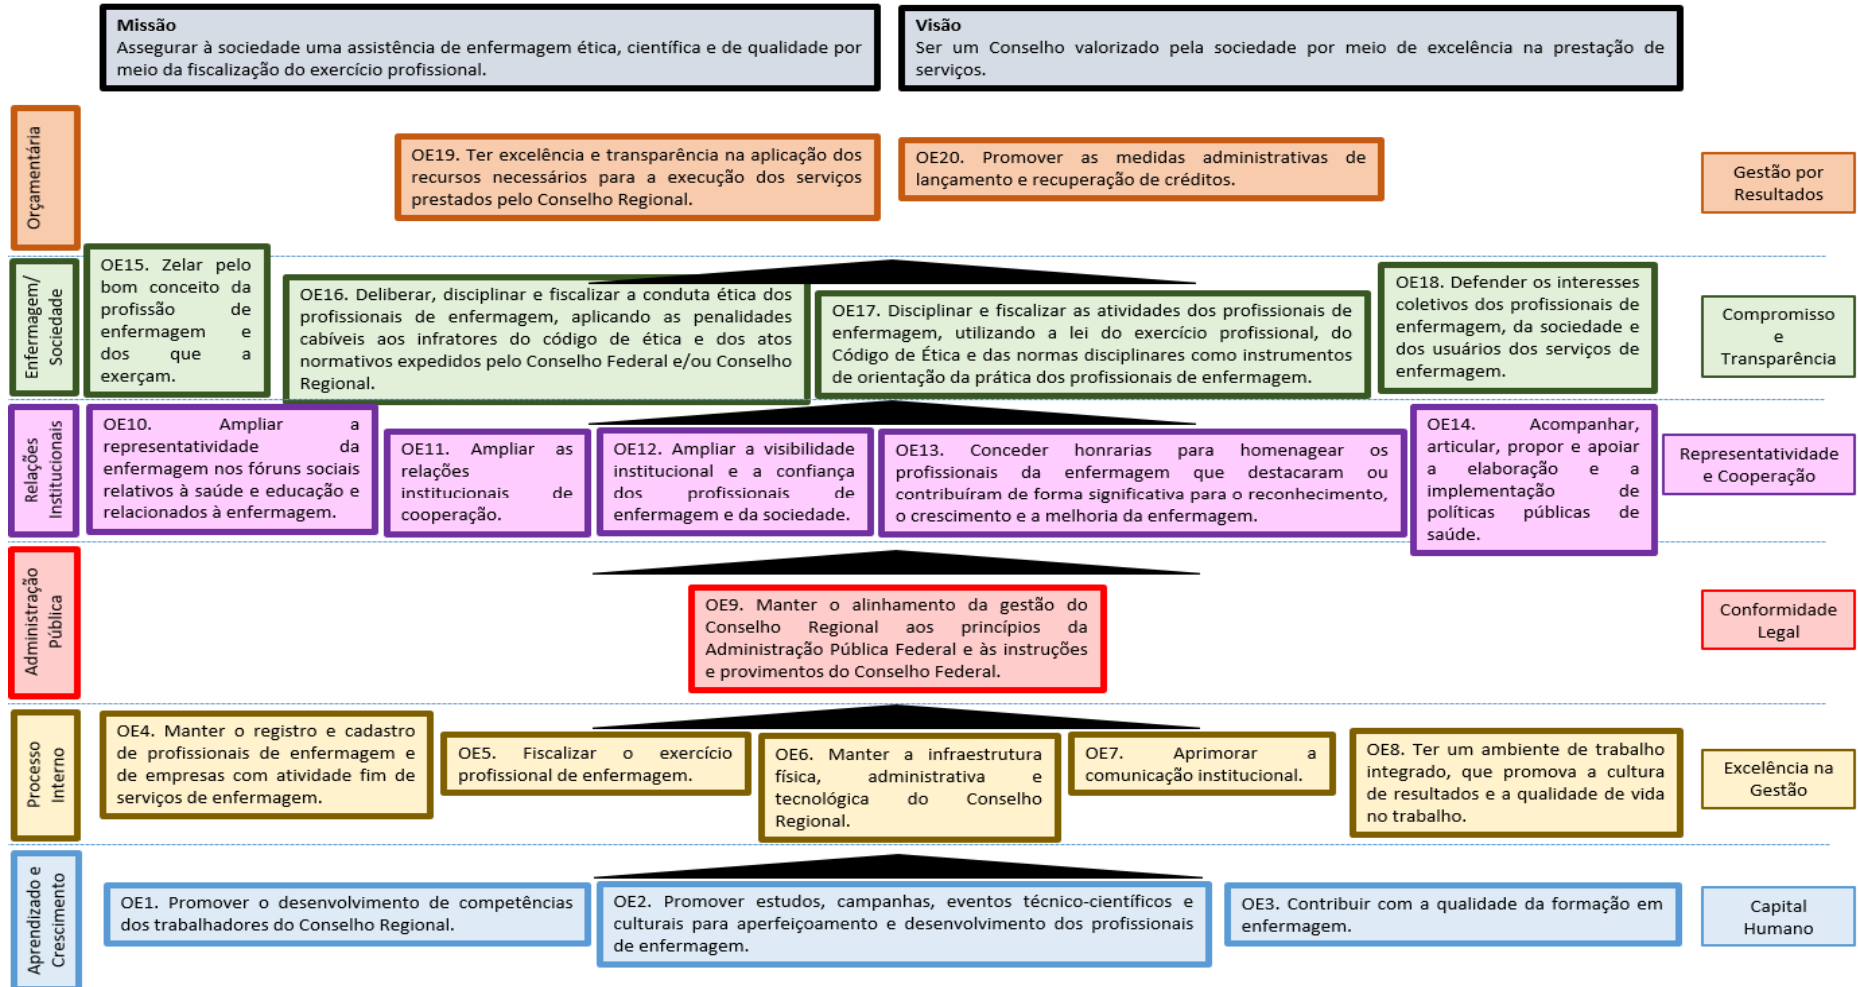 Missão
Assegurar à sociedade uma assistência de enfermagem ética, científica e de qualidade por
meio da fiscalização do exercício profissional.
Visão
Ser um Conselho valorizado pela sociedade por meio de excelência na prestação de
serviços.
Orçamentária
OE19. Ter excelência e transparência na aplicação dos
recursos necessários para a execução dos serviços
prestados pelo Conselho Regional.
OE20. Promover as medidas administrativas de
lançamento e recuperação de créditos.
Gestão por
Resultados
Enfermagem/
Sociedade
OE15. Zelar pelo
bom conceito da
profissão de
enfermagem e
dos que a
exerçam.
OE16. Deliberar, disciplinar e fiscalizar a conduta ética dos
profissionais de enfermagem, aplicando as penalidades
cabíveis aos infratores do código de ética e dos atos
normativos expedidos pelo Conselho Federal e/ou Conselho
Regional.
OE17. Disciplinar e fiscalizar as atividades dos profissionais de
enfermagem, utilizando a lei do exercício profissional, do
Código de Ética e das normas disciplinares como instrumentos
de orientação da prática dos profissionais de enfermagem.
OE18. Defender os interesses
coletivos dos profissionais de
enfermagem, da sociedade e
dos usuários dos serviços de
enfermagem.
Compromisso
e
Transparência
Relações
Institucionais
OE10. Ampliar a
representatividade da
enfermagem nos fóruns sociais
relativos à saúde e educação e
relacionados à enfermagem.
OE11. Ampliar as
relações
institucionais de
cooperação.
OE12. Ampliar a visibilidade
institucional e a confiança
dos profissionais de
enfermagem e da sociedade.
OE13. Conceder honrarias para homenagear os
profissionais da enfermagem que destacaram ou
contribuíram de forma significativa para o reconhecimento,
o crescimento e a melhoria da enfermagem.
OE14. Acompanhar,
articular, propor e apoiar
a elaboração e a
implementação de
políticas públicas de
saúde.
Representatividade
e Cooperação
Administração
Pública
OE9. Manter o alinhamento da gestão do
Conselho Regional aos princípios da
Administração Pública Federal e às instruções
e provimentos do Conselho Federal.
Conformidade
Legal
Processo
Interno
OE4. Manter o registro e cadastro
de profissionais de enfermagem e
de empresas com atividade fim de
serviços de enfermagem.
OE5. Fiscalizar o exercício
profissional de enfermagem.
OE6. Manter a infraestrutura
física, administrativa e
tecnológica do Conselho
Regional.
OE7. Aprimorar a
comunicação institucional.
OE8. Ter um ambiente de trabalho
integrado, que promova a cultura
de resultados e a qualidade de vida
no trabalho.
Excelência na
Gestão
Aprendizado e
Crescimento
OE1. Promover o desenvolvimento de competências
dos trabalhadores do Conselho Regional.
OE2. Promover estudos, campanhas, eventos técnico-científicos e
culturais para aperfeiçoamento e desenvolvimento dos profissionais
de enfermagem.
OE3. Contribuir com a qualidade da formação em
enfermagem.
Capital
Humano